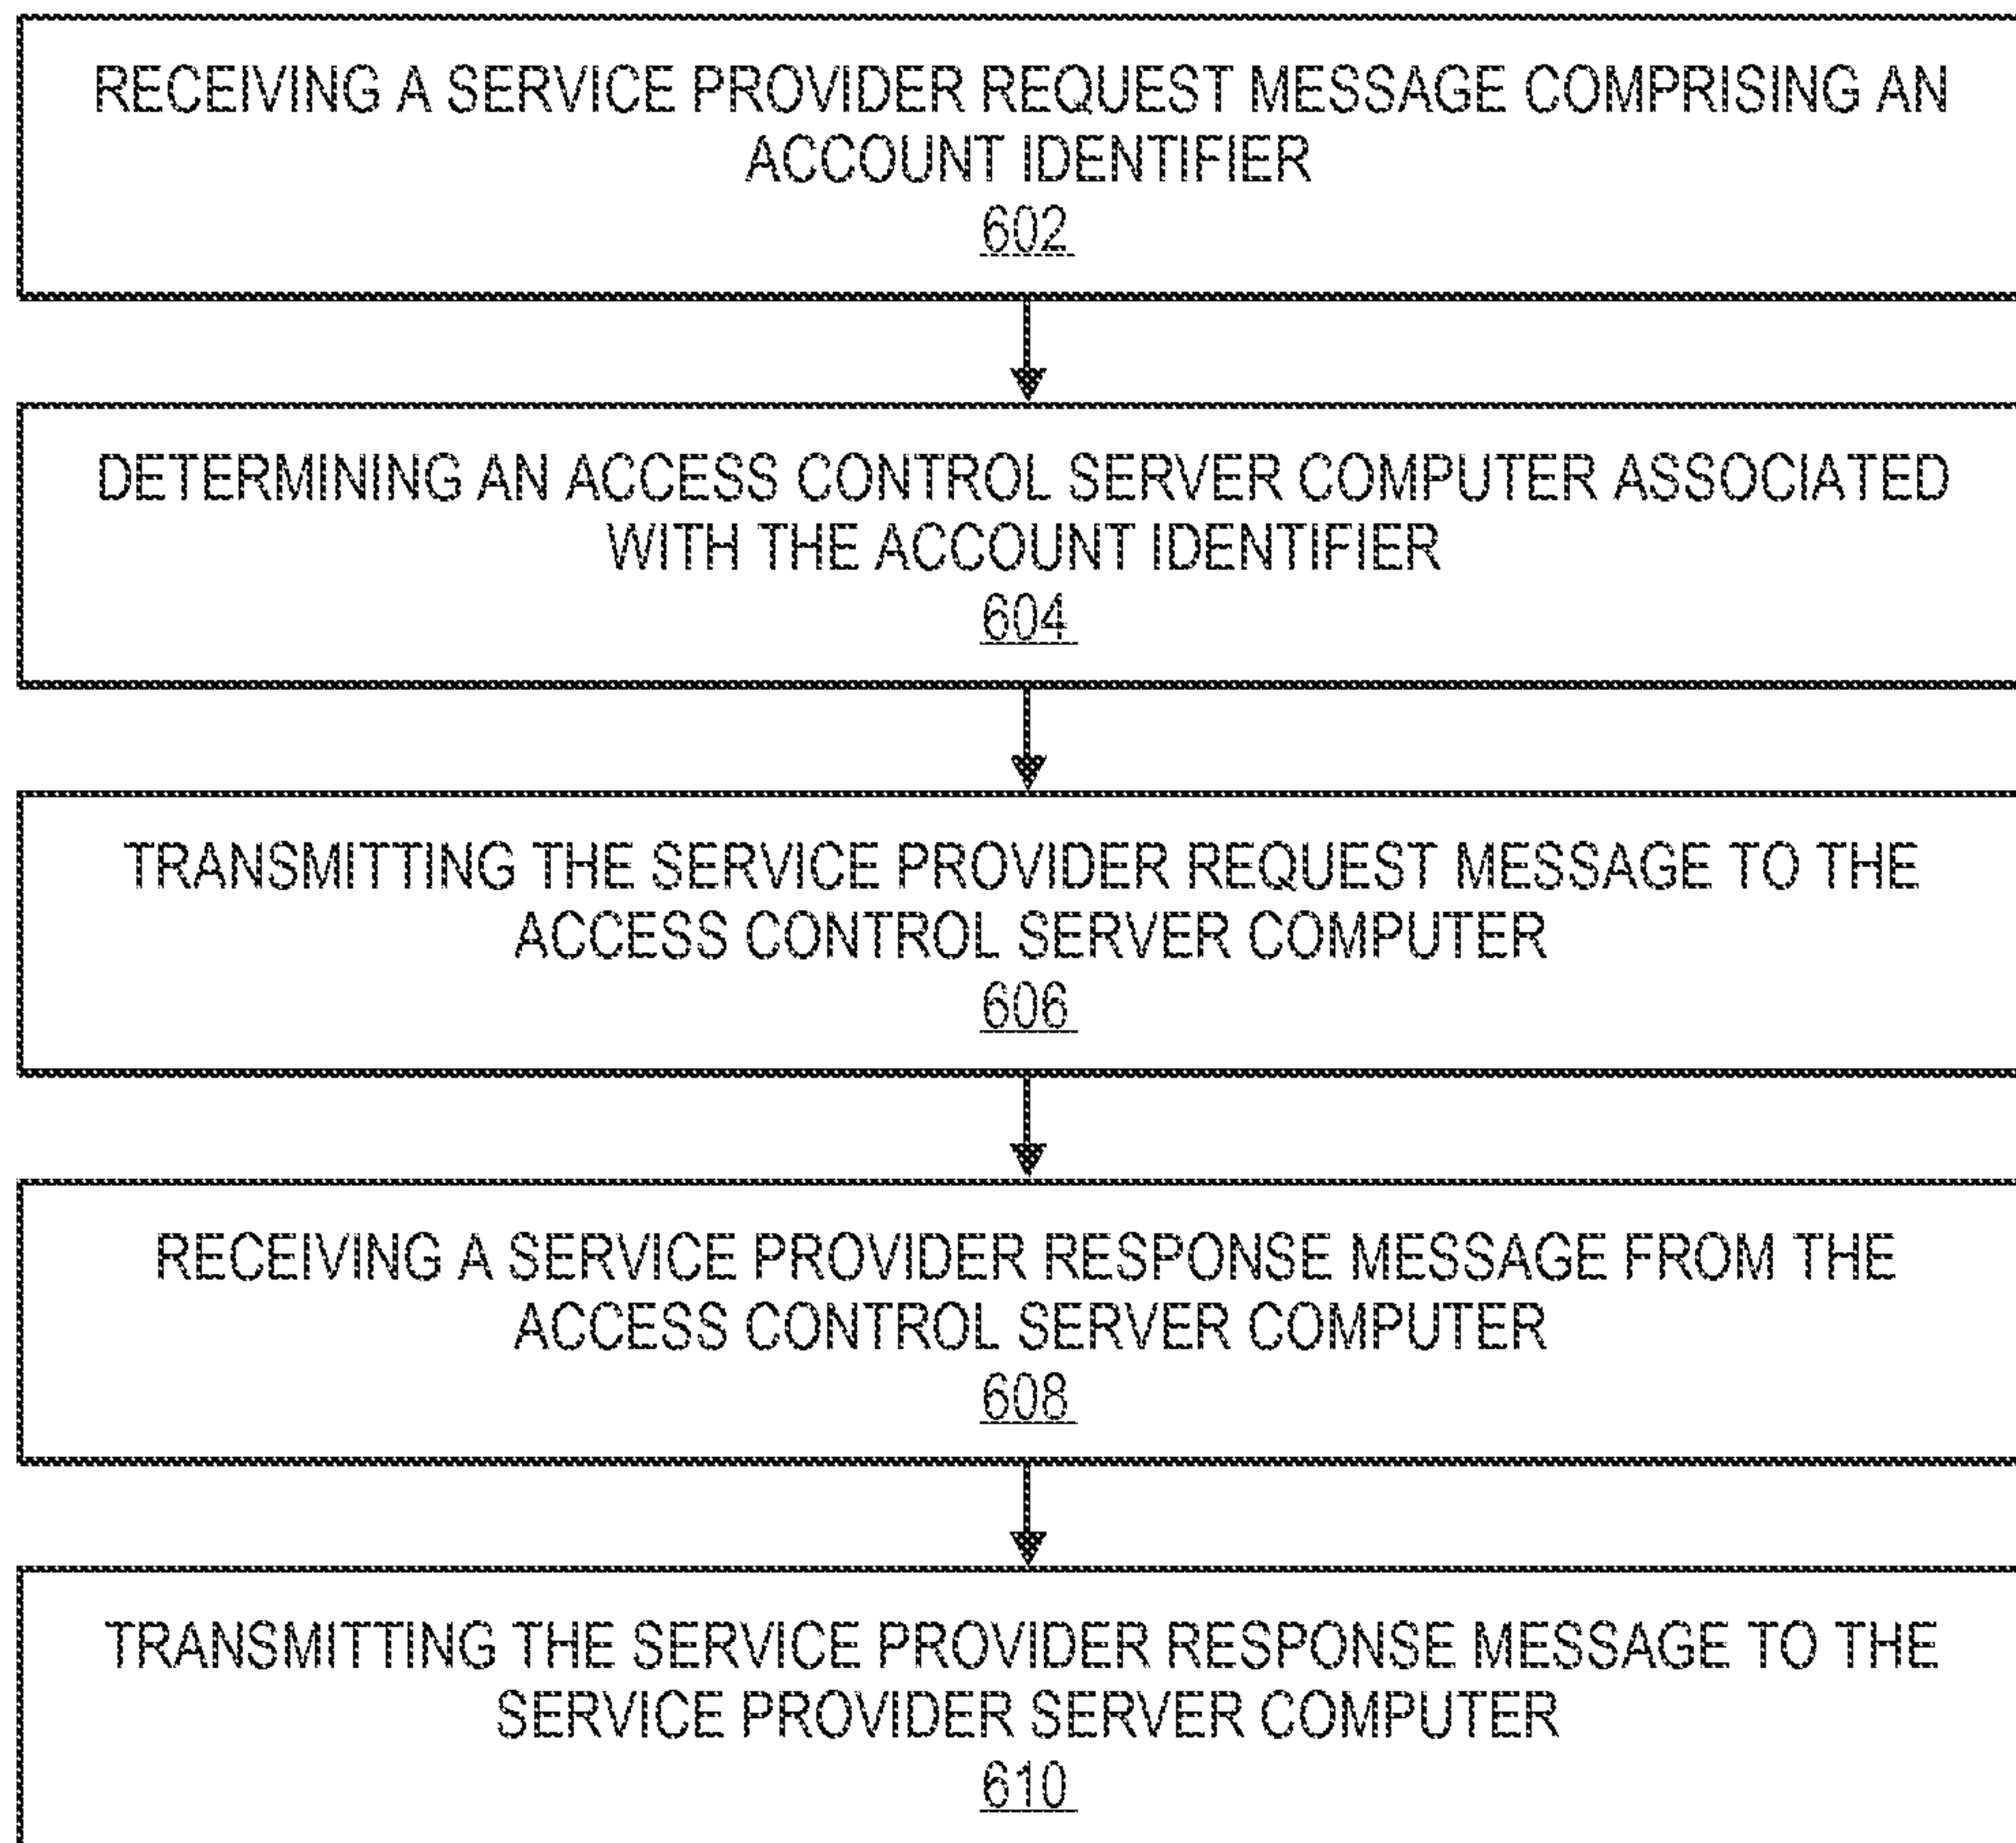 RECEIVING A SERVICE PROVIDER REQUEST MESSAGE COMPRISING AN
ACCOUNT IDENTIFIER
602
DETERMINING AN ACCESS CONTROL SERVER COMPUTER ASSOCIATED
WITH THE ACCOUNT IDENTIFIER
604
TRANSMITTING THE SERVICE PROVIDER REQUEST MESSAGE TO THE
ACCESS CONTROL SERVER COMPUTER
606
RECEIVING A SERVICE PROVIDER RESPONSE MESSAGE FROM THE
ACCESS CONTROL SERVER COMPUTER
608
TRANSMITTING THE SERVICE PROVIDER RESPONSE MESSAGE TO THE
SERVICE PROVIDER SERVER COMPUTER
610